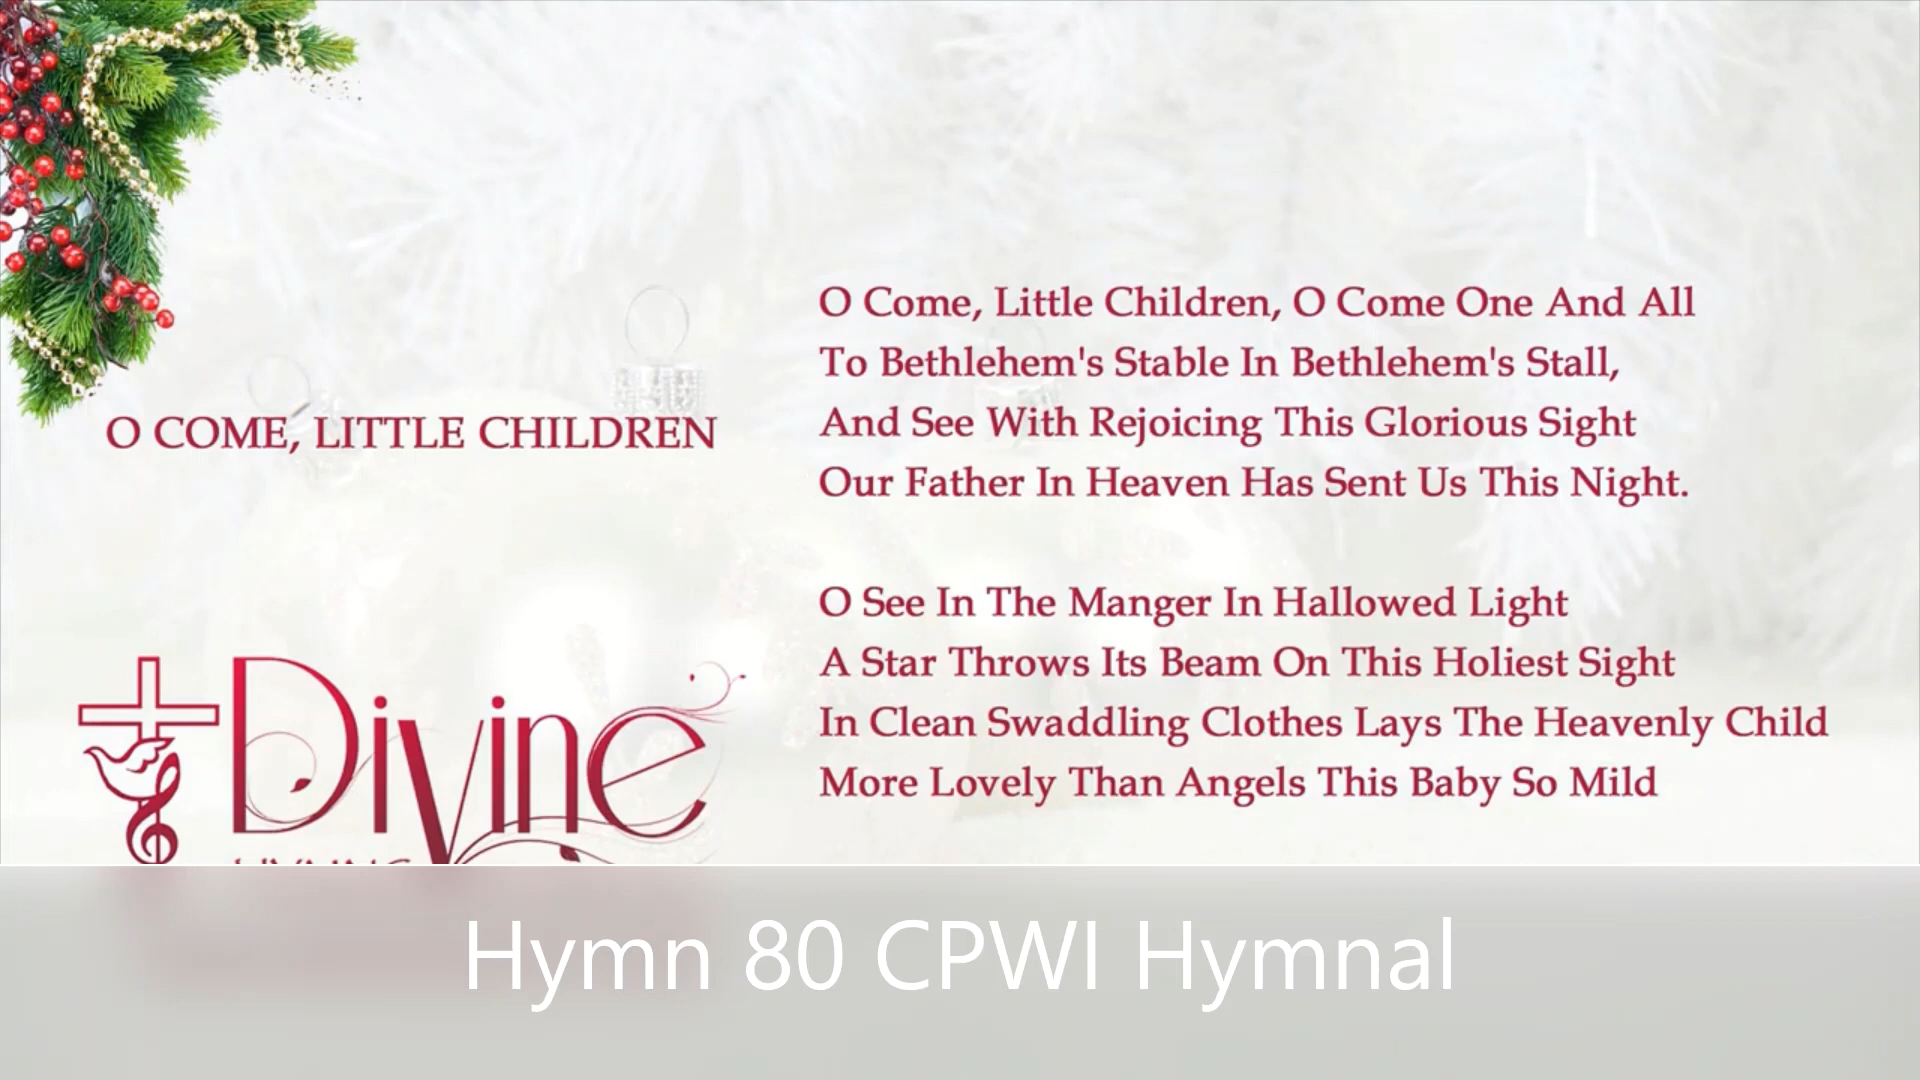 O COME, LITTLE CHILDREN
O Come, Little Children, O Come One And All
To Bethlehem's Stable In Bethlehem's Stall,
And See With Rejoicing This Glorious Sight
Our Father In Heaven Has Sent Us This Night.
O See In The Manger In Hallowed Light
A Star Throws Its Beam On This Holiest Sight
In Clean Swaddling Clothes Lays The Heavenly Child
More Lovely Than Angels This Baby So Mild
Divine
Hymn 80 CPWI Hymnal